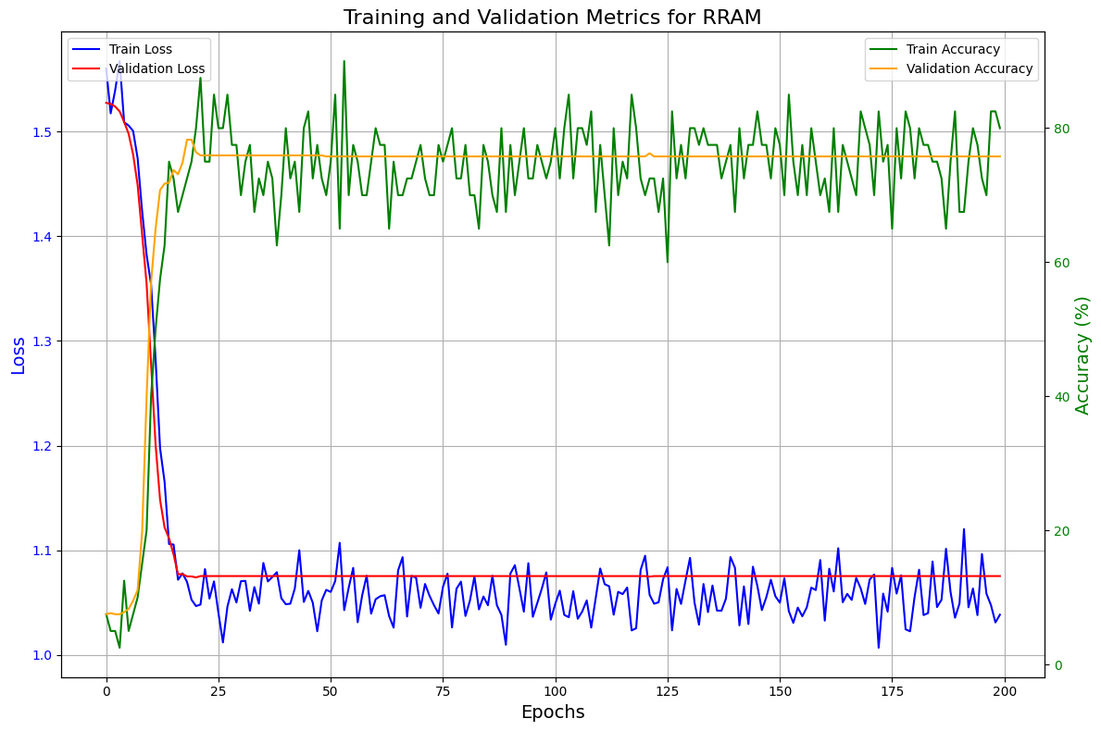 Training and Validation Metrics for RRAM
Train Loss
Validation Loss
Train Accuracy
Validation Accuracy
Loss
1.5
1.4
1.3
1.2
1.1
1.0
Accuracy (%)
80
60
40
20
0
0 25 50 75 100 125 150 175 200
Epochs